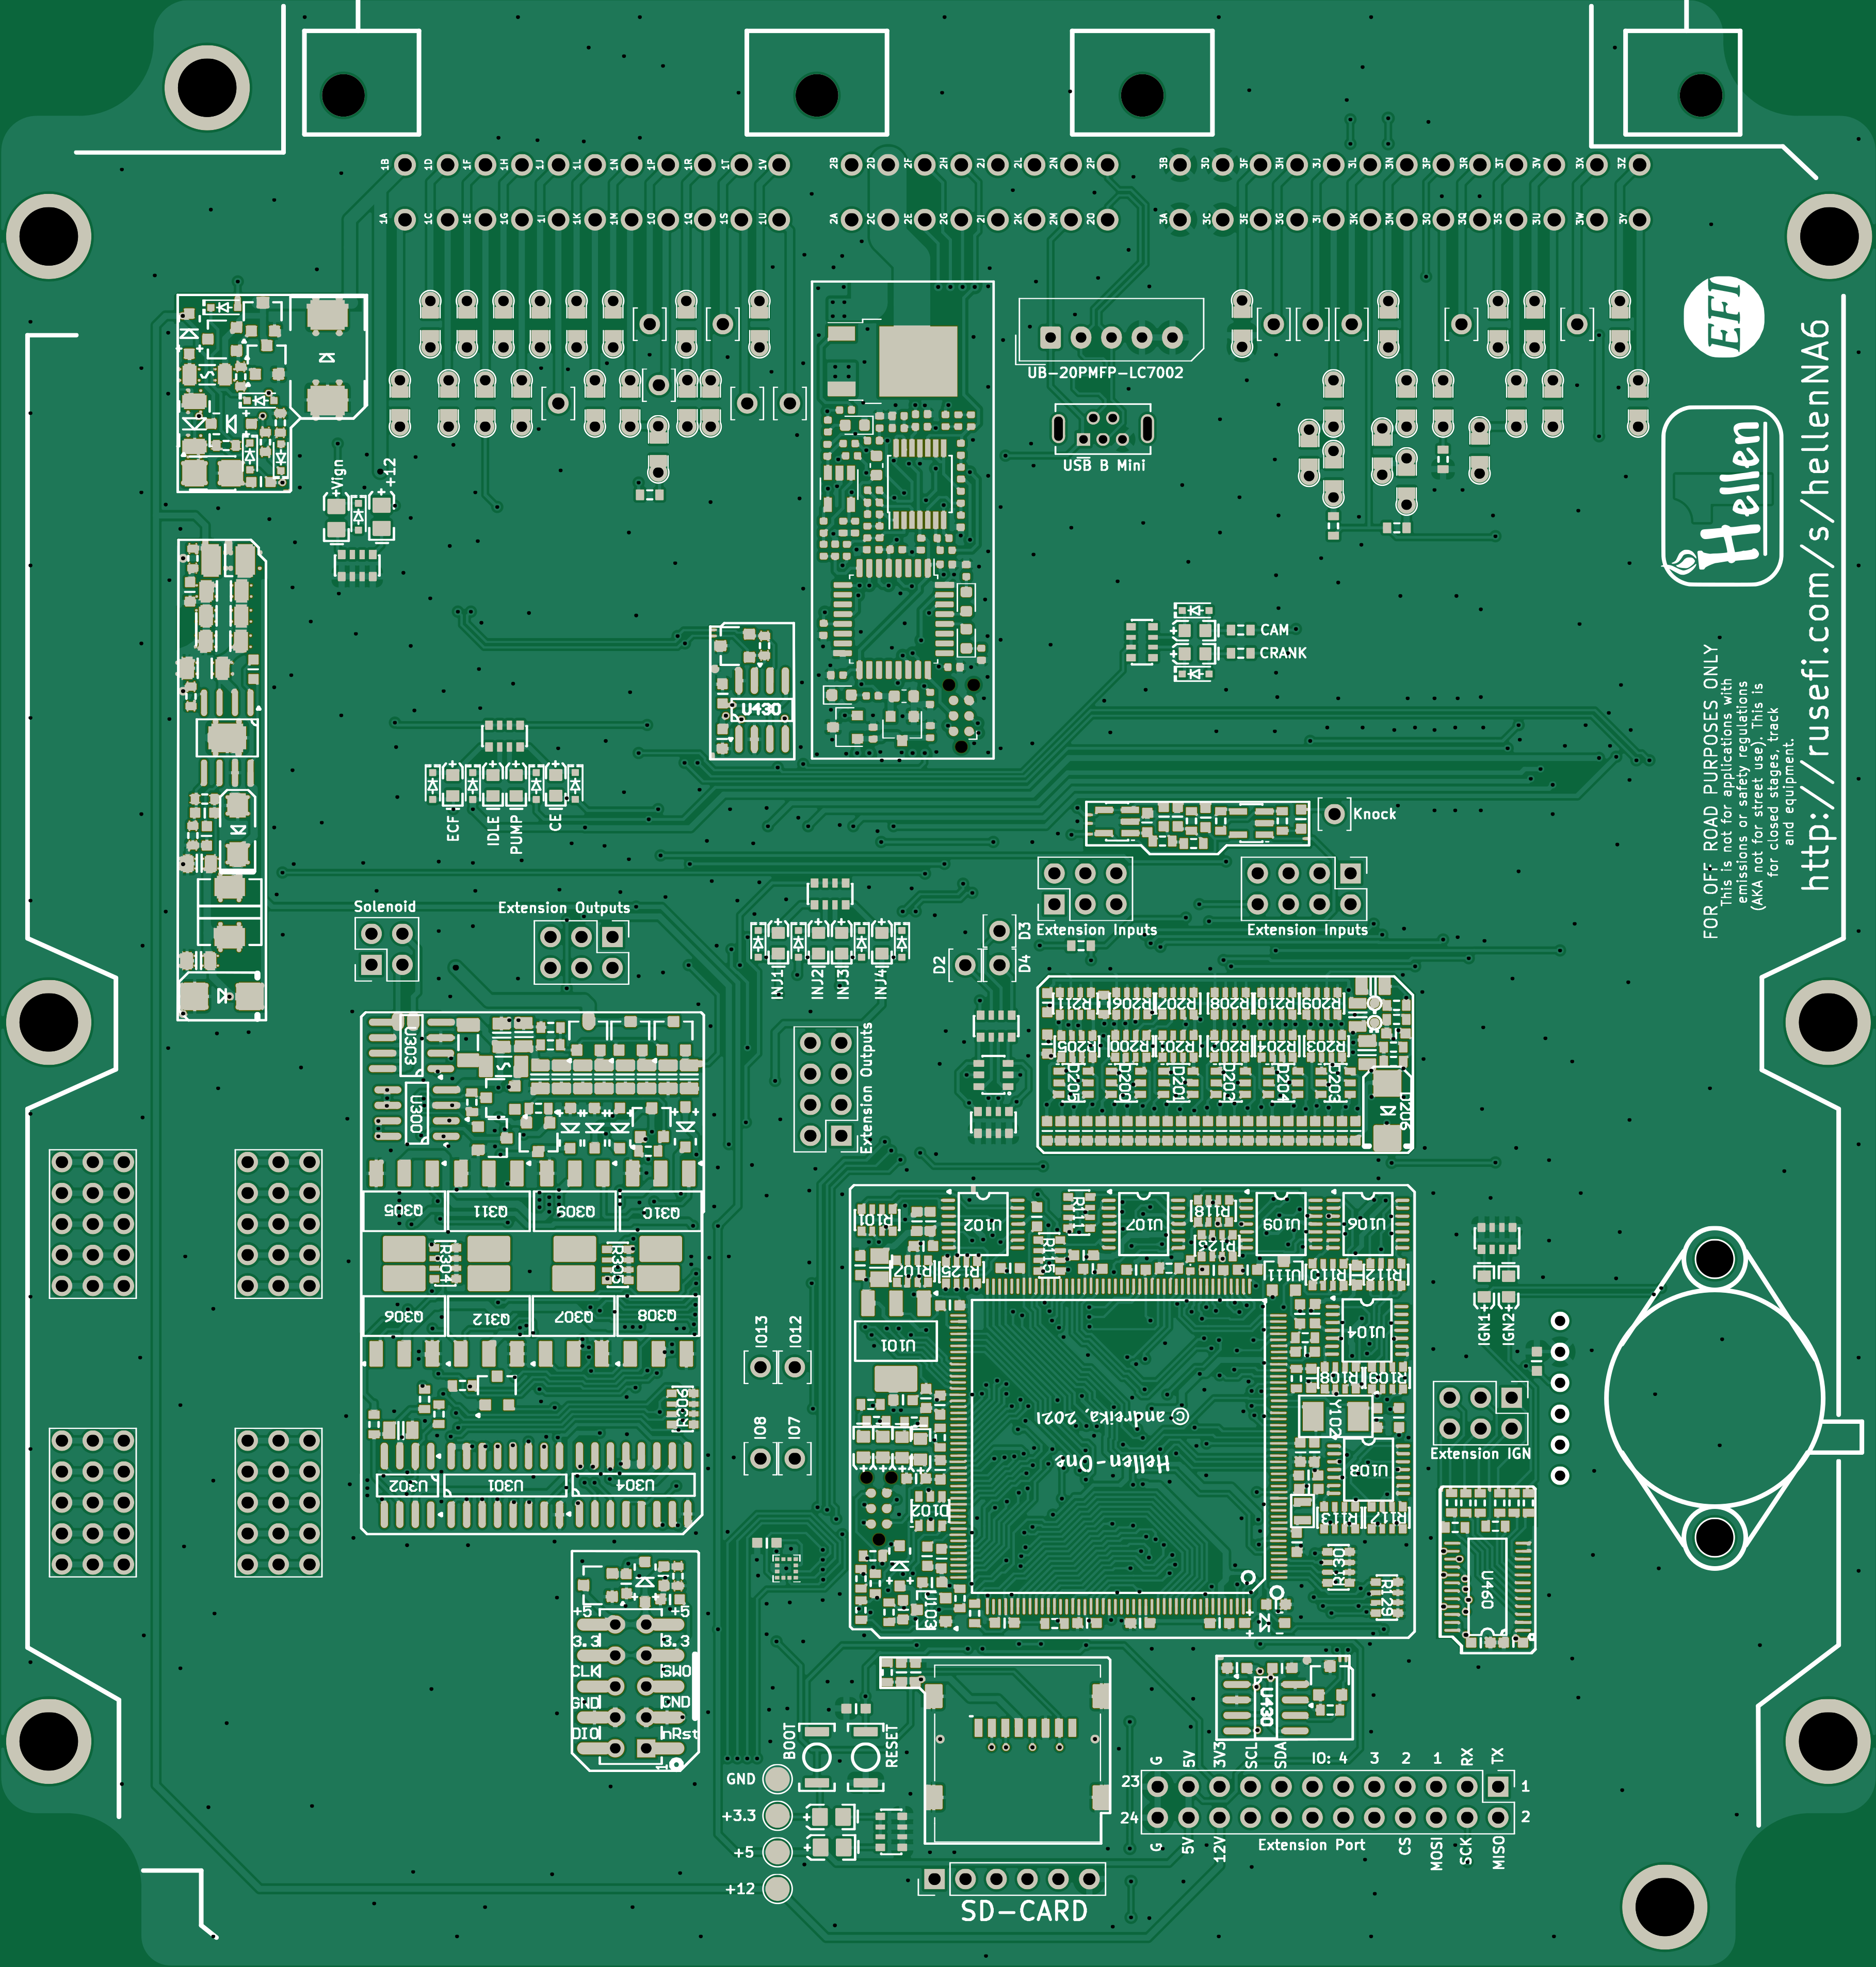 1B 1D 1F 1H 1J 1L 1N 1P 1R 1T 1V
2B 2D 2F 2H 2J 2L 2N 2P
3B 3D 3F 3H 3J 3L 3N 3P 3R 3T 3V 3X 3Z
1A 1C 1E 1G 1I 1K 1M 1O 1Q 1S 1U
2A 2C 2E 2G 2I 2K 2M 2O
3A 3C 3E 3G 3I 3K 3M 3O 3Q 3S 3U 3W 3Y
EFI
Hellen
http://rusefi.com/s/hellenNA6
FOR OFF ROAD PURPOSES ONLY
This is not for applications with
emissions or safety regulations
(AKA not for street use). This is
for closed stages, track
and equipment.
UB-20PMFP-LC7002
USB B Mini
+Vign
+12
CAM
CRANK
U430
ECF
IDLE
PUMP
CE
Knock
Solenoid
Extension Outputs
INJ1
INJ2
INJ3
INJ4
D3
D2
D4
Extension Inputs
Extension Inputs
Extension Outputs
R211 R206 R207 R208 R210 R209
R205 R200 R201 R202 R204 R203
D205 D200 D201 D202 D204 D203
U206
U303
U300
Q305 Q311 Q309 Q310
R304 R305
Q306 Q312 Q307 Q308
R309
U302 U301 U304
R101 U102 R111 U107 R118 U109 U106
R115 R123
R107 R125 U111 R110 R112
U101
U104
R108 R109
Y102
© andreika, 2021
Hellen-One
U108
D102
R113 R117
R130
U103
R129
IGN1+
IGN2+
Extension IGN
U460
IO13
IO12
IO8
IO7
+5 +5
3.3 3.3
CLK SWO
GND GND
DIO nRst
1
BOOT
RESET
GND
+3.3
+5
+12
U430
G 5V 3V3 SCL SDA IO: 4 3 2 1 RX TX
23 1
24 2
G 5V 12V Extension Port CS MOSI SCK MISO
SD-CARD